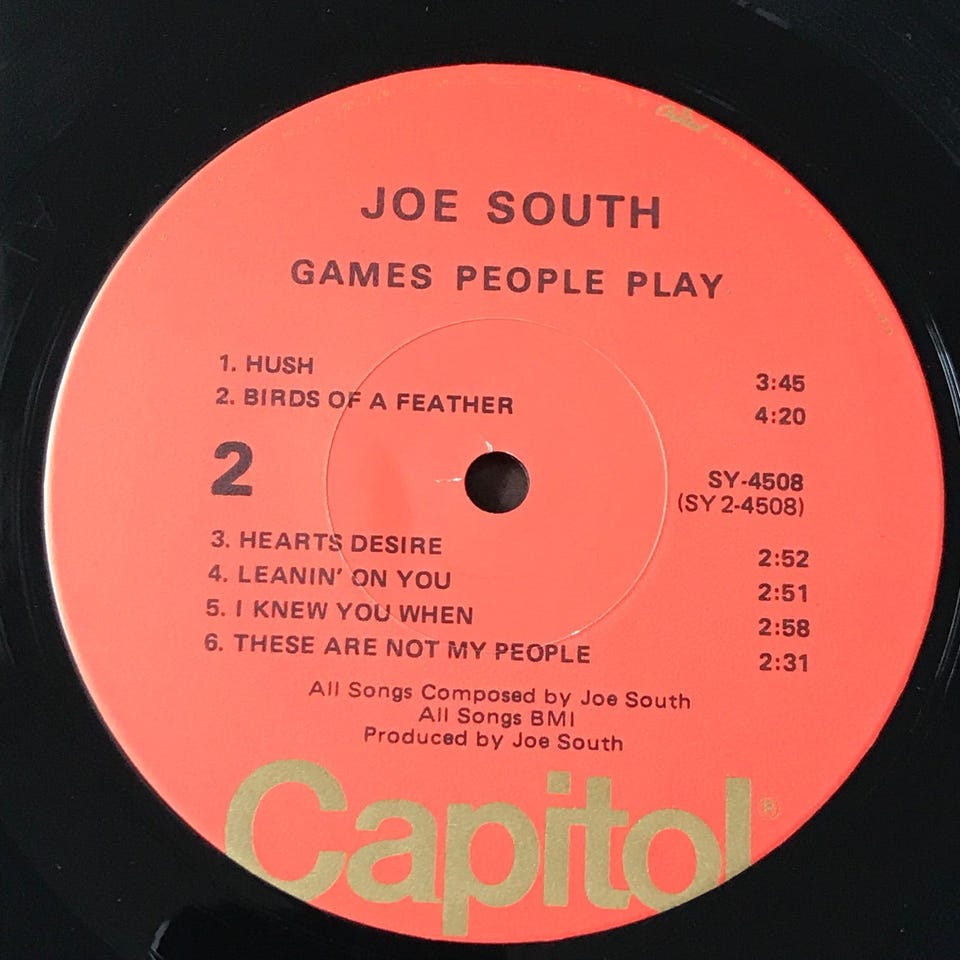 Capitol
JOE SOUTH
GAMES PEOPLE PLAY
1. HUSH 3:45
2. BIRDS OF A FEATHER 4:20
2 SY-4508
(SY 2-4508)
3. HEARTS DESIRE 2:52
4. LEANIN' ON YOU 2:51
5. I KNEW YOU WHEN 2:58
6. THESE ARE NOT MY PEOPLE 2:31
All Songs Composed by Joe South
All Songs BMI
Produced by Joe South
Capitol®